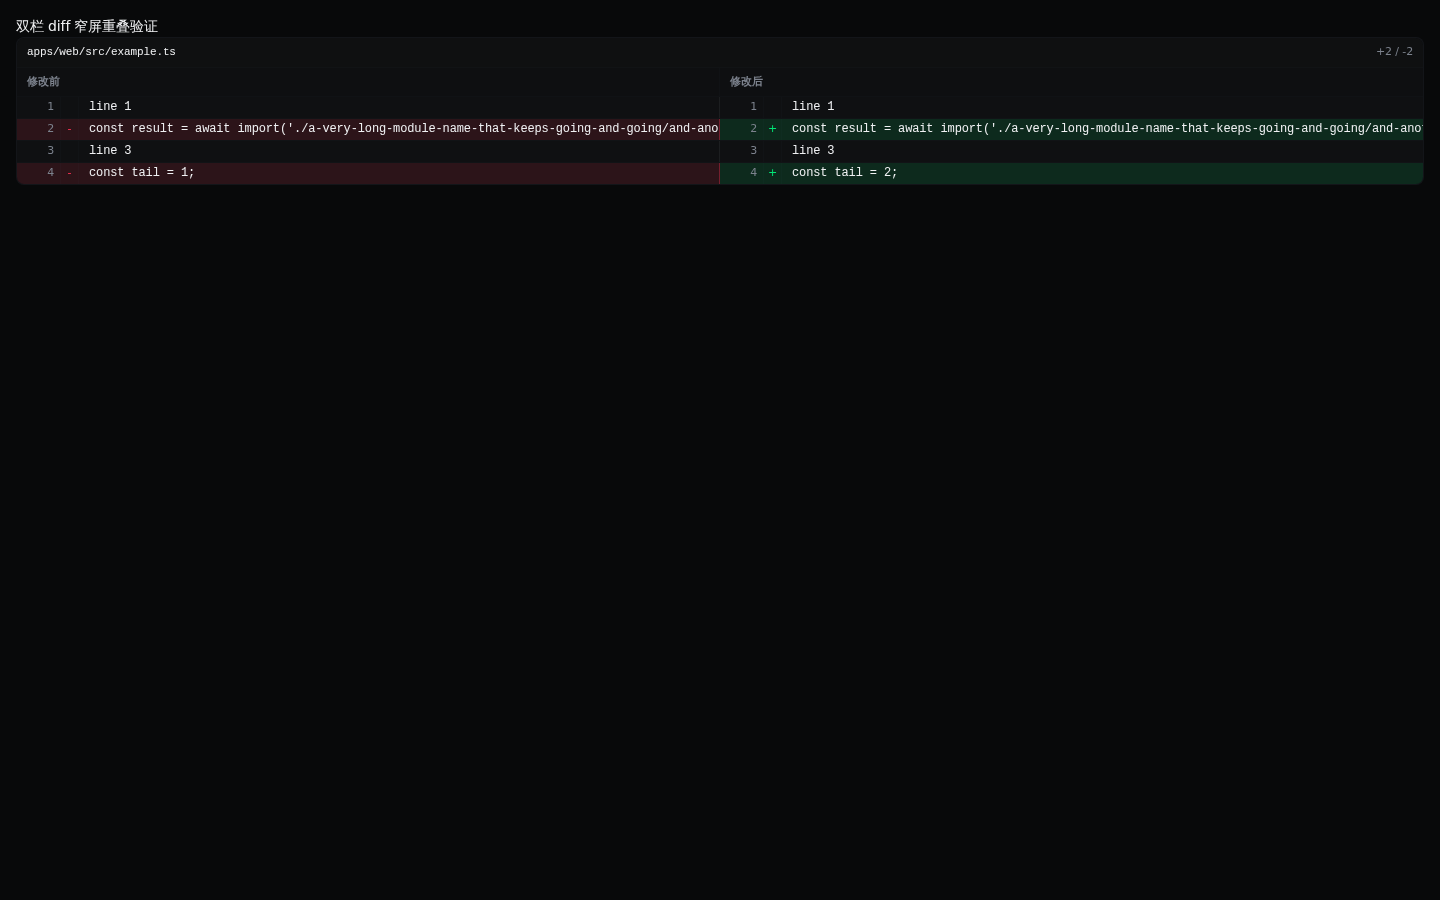 双栏 diff 窄屏重叠验证
apps/web/src/example.ts +2 / -2
修改前 修改后
1 line 1 1 line 1
2 - const result = await import('./a-very-long-module-name-that-keeps-going-and-going/and-ano 2 + const result = await import('./a-very-long-module-name-that-keeps-going-and-going/and-ano
3 line 3 3 line 3
4 - const tail = 1; 4 + const tail = 2;